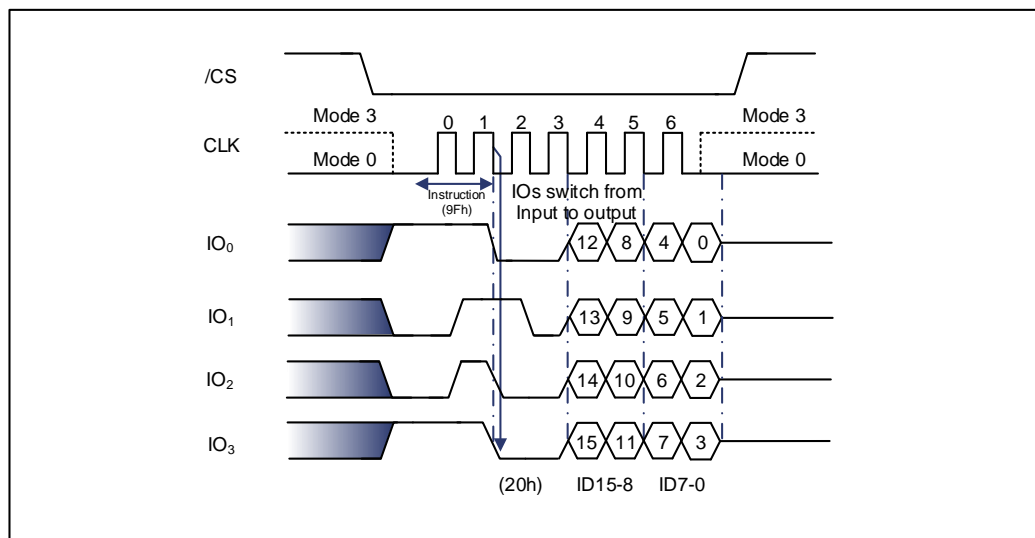 /CS
Mode 3
Mode 3
0 1 2 3 4 5 6
CLK
Mode 0
Mode 0
Instruction
(9Fh)
IOs switch from
Input to output
IO0
12 8 4 0
IO1
13 9 5 1
IO2
14 10 6 2
IO3
15 11 7 3
(20h) ID15-8 ID7-0